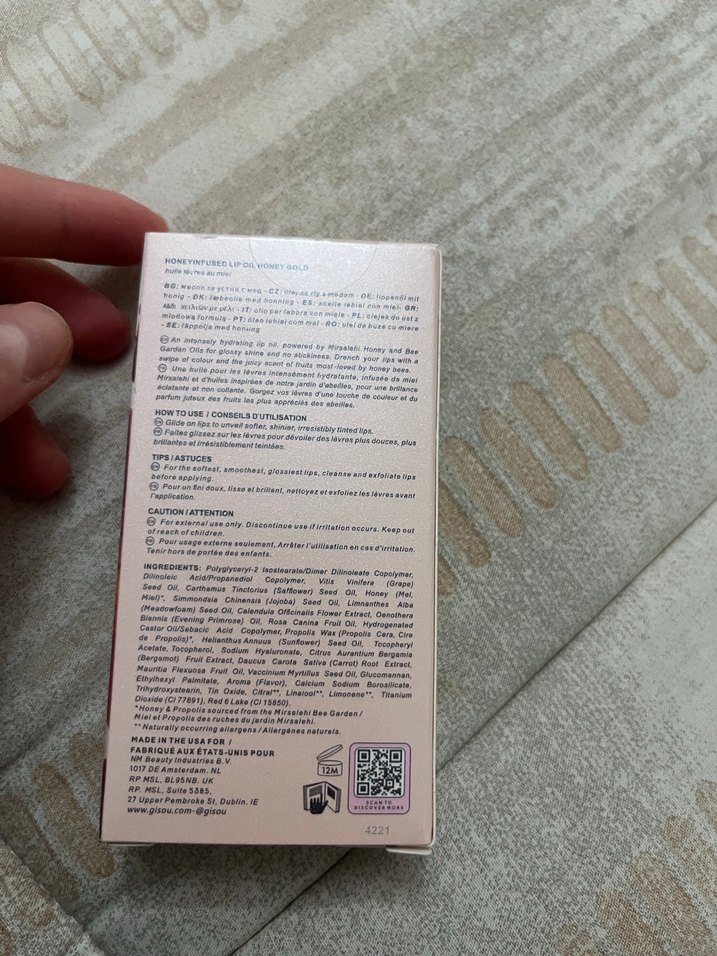 HONEYINFUSED LIP OIL HONEY GOLD
huile lèvres au miel
BG: Масло за устни с мед - CZ: olej na rty s medem - DE: lippenöl mit
honig - DK: læbeolie med honning - ES: aceite labial con miel - GR:
λάδι χειλιών με μέλι - IT: olio per labbra con miele - PL: olejek do ust z
miodowa formula - PT: óleo labial com mel - RO: ulei de buze cu miere
- SE: läppolja med honung
EN An intensely hydrating lip oil, powered by Mirsalehi Honey and Bee
Garden Oils for glossy shine and no stickiness. Drench your lips with a
swipe of colour and the juicy scent of fruits most-loved by honey bees.
FR Une huile pour les lèvres intensément hydratante, infusée de miel
Mirsalehi et d'huiles inspirées de notre jardin d'abeilles, pour une brillance
éclatante et non collante. Gorgez vos lèvres d'une touche de couleur et du
parfum juteux des fruits les plus appréciés des abeilles.
HOW TO USE / CONSEILS D'UTILISATION
EN Glide on lips to unveil softer, shinier, irresistibly tinted lips.
FR Faites glissez sur les lèvres pour dévoiler des lèvres plus douces, plus
brillantes et irrésistiblement teintées.
TIPS / ASTUCES
EN For the softest, smoothest, glossiest lips, cleanse and exfoliate lips
before applying.
FR Pour un fini doux, lisse et brillant, nettoyez et exfoliez les lèvres avant
l'application.
CAUTION / ATTENTION
EN For external use only. Discontinue use if irritation occurs. Keep out
of reach of children.
FR Pour usage externe seulement. Arrêter l'utilisation en cas d'irritation.
Tenir hors de portée des enfants.
INGREDIENTS: Polyglyceryl-2 Isostearate/Dimer Dilinoleate Copolymer,
Dilinoleic Acid/Propanediol Copolymer, Vitis Vinifera (Grape)
Seed Oil, Carthamus Tinctorius (Safflower) Seed Oil, Honey (Mel,
Miel)*, Simmondsia Chinensis (Jojoba) Seed Oil, Limnanthes Alba
(Meadowfoam) Seed Oil, Calendula Officinalis Flower Extract, Oenothera
Biennis (Evening Primrose) Oil, Rosa Canina Fruit Oil, Hydrogenated
Castor Oil/Sebacic Acid Copolymer, Propolis Wax (Propolis Cera, Cire
de Propolis)*, Helianthus Annuus (Sunflower) Seed Oil, Tocopheryl
Acetate, Tocopherol, Sodium Hyaluronate, Citrus Aurantium Bergamia
(Bergamot) Fruit Extract, Daucus Carota Sativa (Carrot) Root Extract,
Mauritia Flexuosa Fruit Oil, Vaccinium Myrtillus Seed Oil, Glucomannan,
Ethylhexyl Palmitate, Aroma (Flavor), Calcium Sodium Borosilicate,
Trihydroxystearin, Tin Oxide, Citral**, Linalool**, Limonene**, Titanium
Dioxide (CI 77891), Red 6 Lake (CI 15850).
*Honey & Propolis sourced from the Mirsalehi Bee Garden /
Miel et Propolis des ruches du jardin Mirsalehi.
** Naturally occurring allergens / Allergénes naturels.
MADE IN THE USA FOR /
FABRIQUÉ AUX ÉTATS-UNIS POUR
NM Beauty Industries B.V.
1017 DE Amsterdam. NL
RP MSL, BL95NB. UK
RP. MSL, Suite 5385,
27 Upper Pembroke St, Dublin. IE
www.gisou.com-@gisou
12M
SCAN TO
DISCOVER MORE
4221